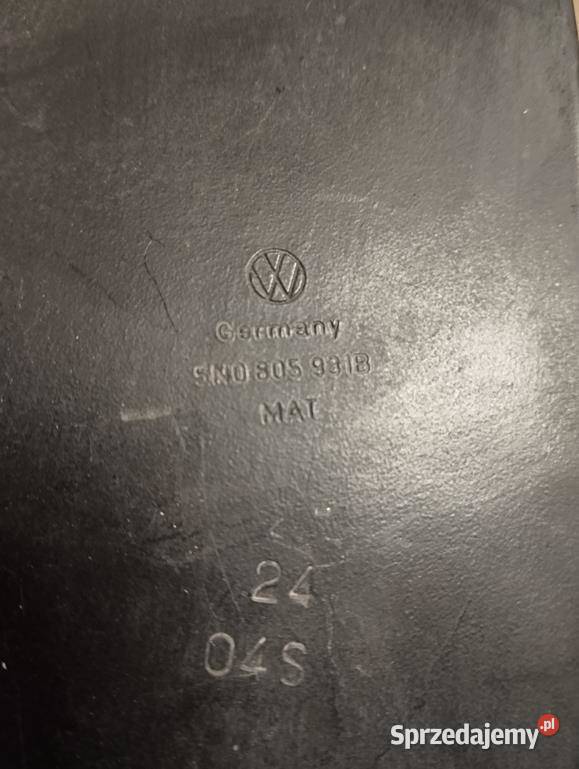 Germany
5N0 805 931B
MAT
24
04S
Sprzedajemy.pl